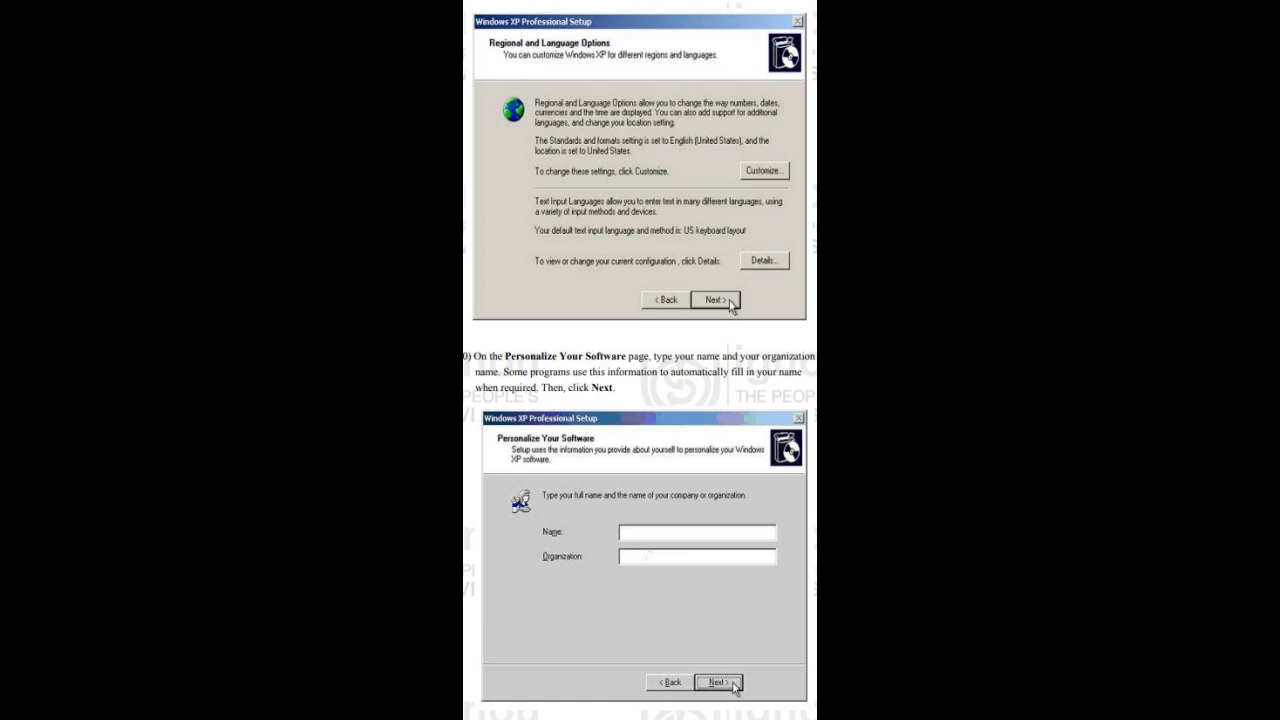 Windows XP Professional Setup
Regional and Language Options
You can customize Windows XP for different regions and languages.
Regional and Language Options allow you to change the way numbers, dates,
currencies and the time are displayed. You can also add support for additional
languages, and change your location setting.
The Standards and formats setting is set to English (United States), and the
location is set to United States.
To change these settings, click Customize.
Customize...
Text Input Languages allow you to enter text in many different languages, using
a variety of input methods and devices.
Your default text input language and method is: US keyboard layout
To view or change your current configuration , click Details.
Details...
< Back
Next >
0) On the Personalize Your Software page, type your name and your organization
name. Some programs use this information to automatically fill in your name
when required. Then, click Next.
PEOPLE'S
THE PEOP
Windows XP Professional Setup
Personalize Your Software
Setup uses the information you provide about yourself to personalize your Windows
XP software.
Type your full name and the name of your company or organization.
Name:
Organization:
< Back
Next >